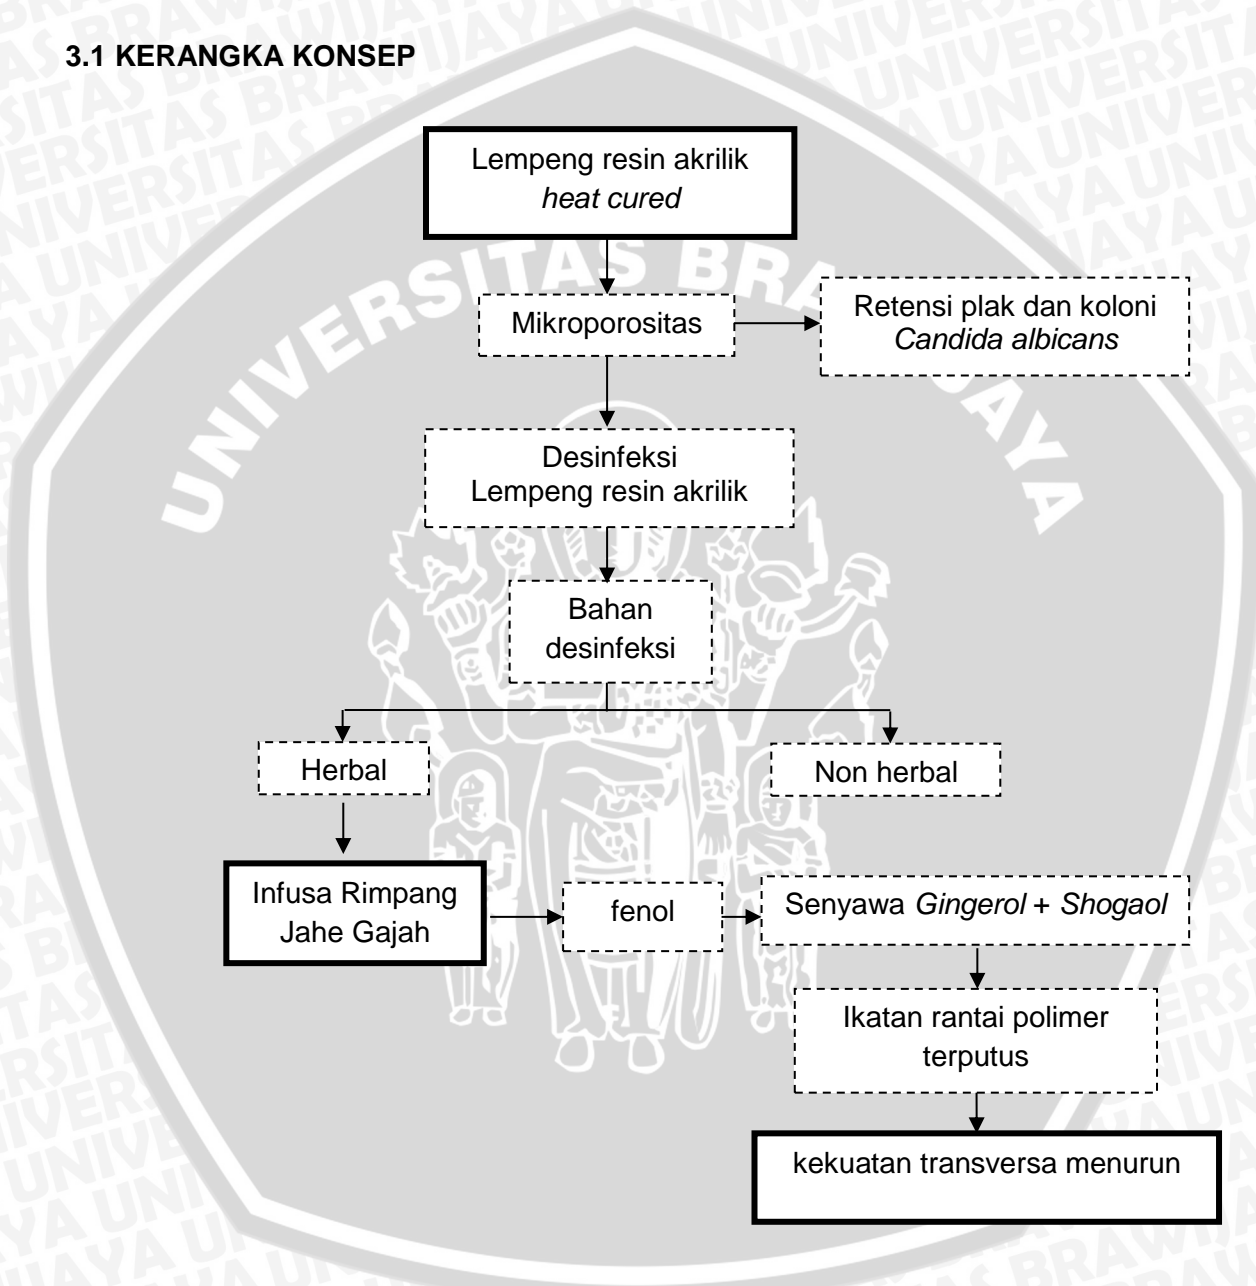 3.1 KERANGKA KONSEP
Lempeng resin akrilik
heat cured
Mikroporositas
Retensi plak dan koloni
Candida albicans
Desinfeksi
Lempeng resin akrilik
Bahan
desinfeksi
Herbal
Non herbal
Infusa Rimpang
Jahe Gajah
fenol
Senyawa Gingerol + Shogaol
Ikatan rantai polimer
terputus
kekuatan transversa menurun
UNIVERSITAS BRAWIJAYA